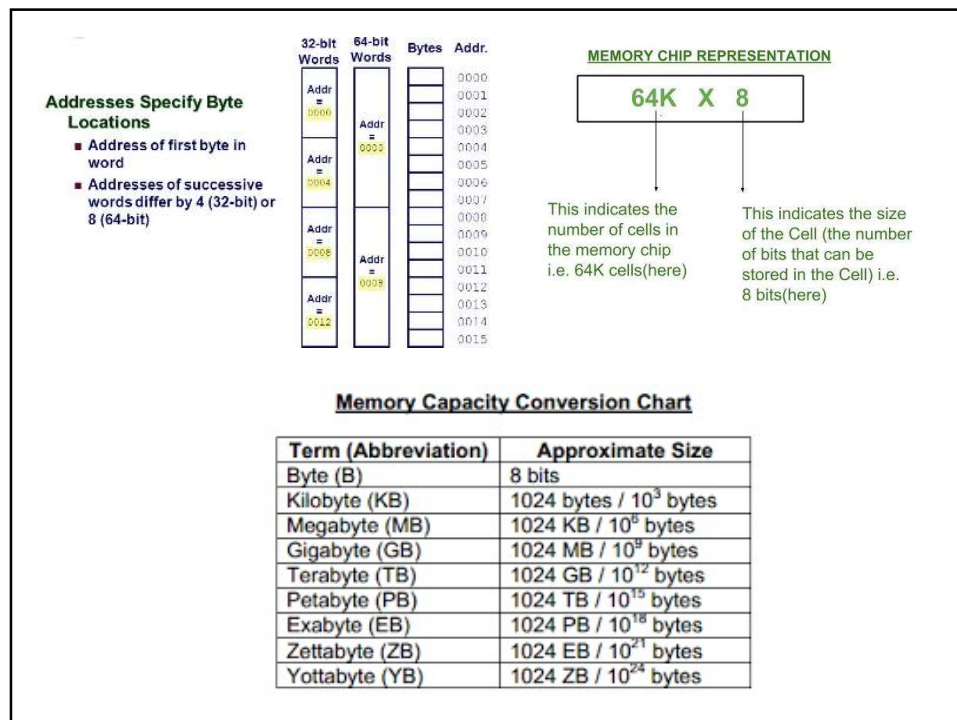 32-bit Words
64-bit Words
Bytes
Addr.
Addresses Specify Byte
Locations
■ Address of first byte in
word
■ Addresses of successive
words differ by 4 (32-bit) or
8 (64-bit)
Addr
=
0000
Addr
=
0004
Addr
=
0008
Addr
=
0012
Addr
=
0000
Addr
=
0008
0000
0001
0002
0003
0004
0005
0006
0007
0008
0009
0010
0011
0012
0013
0014
0015
MEMORY CHIP REPRESENTATION
64K X 8
This indicates the
number of cells in
the memory chip
i.e. 64K cells(here)
This indicates the size
of the Cell (the number
of bits that can be
stored in the Cell) i.e.
8 bits(here)
Memory Capacity Conversion Chart
Term (Abbreviation) Approximate Size
Byte (B) 8 bits
Kilobyte (KB) 1024 bytes / 10³ bytes
Megabyte (MB) 1024 KB / 10⁶ bytes
Gigabyte (GB) 1024 MB / 10⁹ bytes
Terabyte (TB) 1024 GB / 10¹² bytes
Petabyte (PB) 1024 TB / 10¹⁵ bytes
Exabyte (EB) 1024 PB / 10¹⁸ bytes
Zettabyte (ZB) 1024 EB / 10²¹ bytes
Yottabyte (YB) 1024 ZB / 10²⁴ bytes